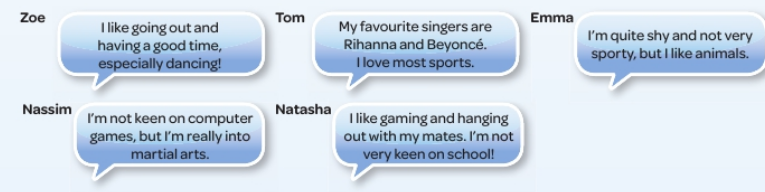 Zoe
I like going out and
having a good time,
especially dancing!
Tom
My favourite singers are
Rihanna and Beyoncé.
I love most sports.
Emma
I'm quite shy and not very
sporty, but I like animals.
Nassim
I'm not keen on computer
games, but I'm really into
martial arts.
Natasha
I like gaming and hanging
out with my mates. I'm not
very keen on school!